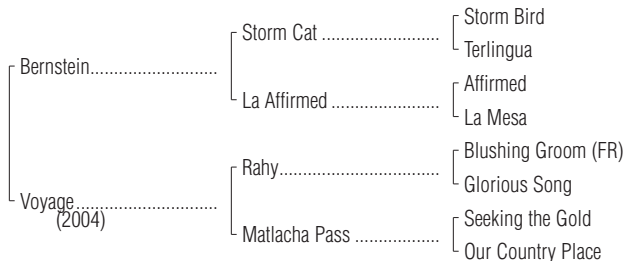 Storm Bird
Storm Cat ........................
Terlingua
Bernstein..........................
Affirmed
La Affirmed ......................
La Mesa
Blushing Groom (FR)
Rahy.................................
Glorious Song
Voyage.............................
(2004)
Seeking the Gold
Matlacha Pass .................
Our Country Place